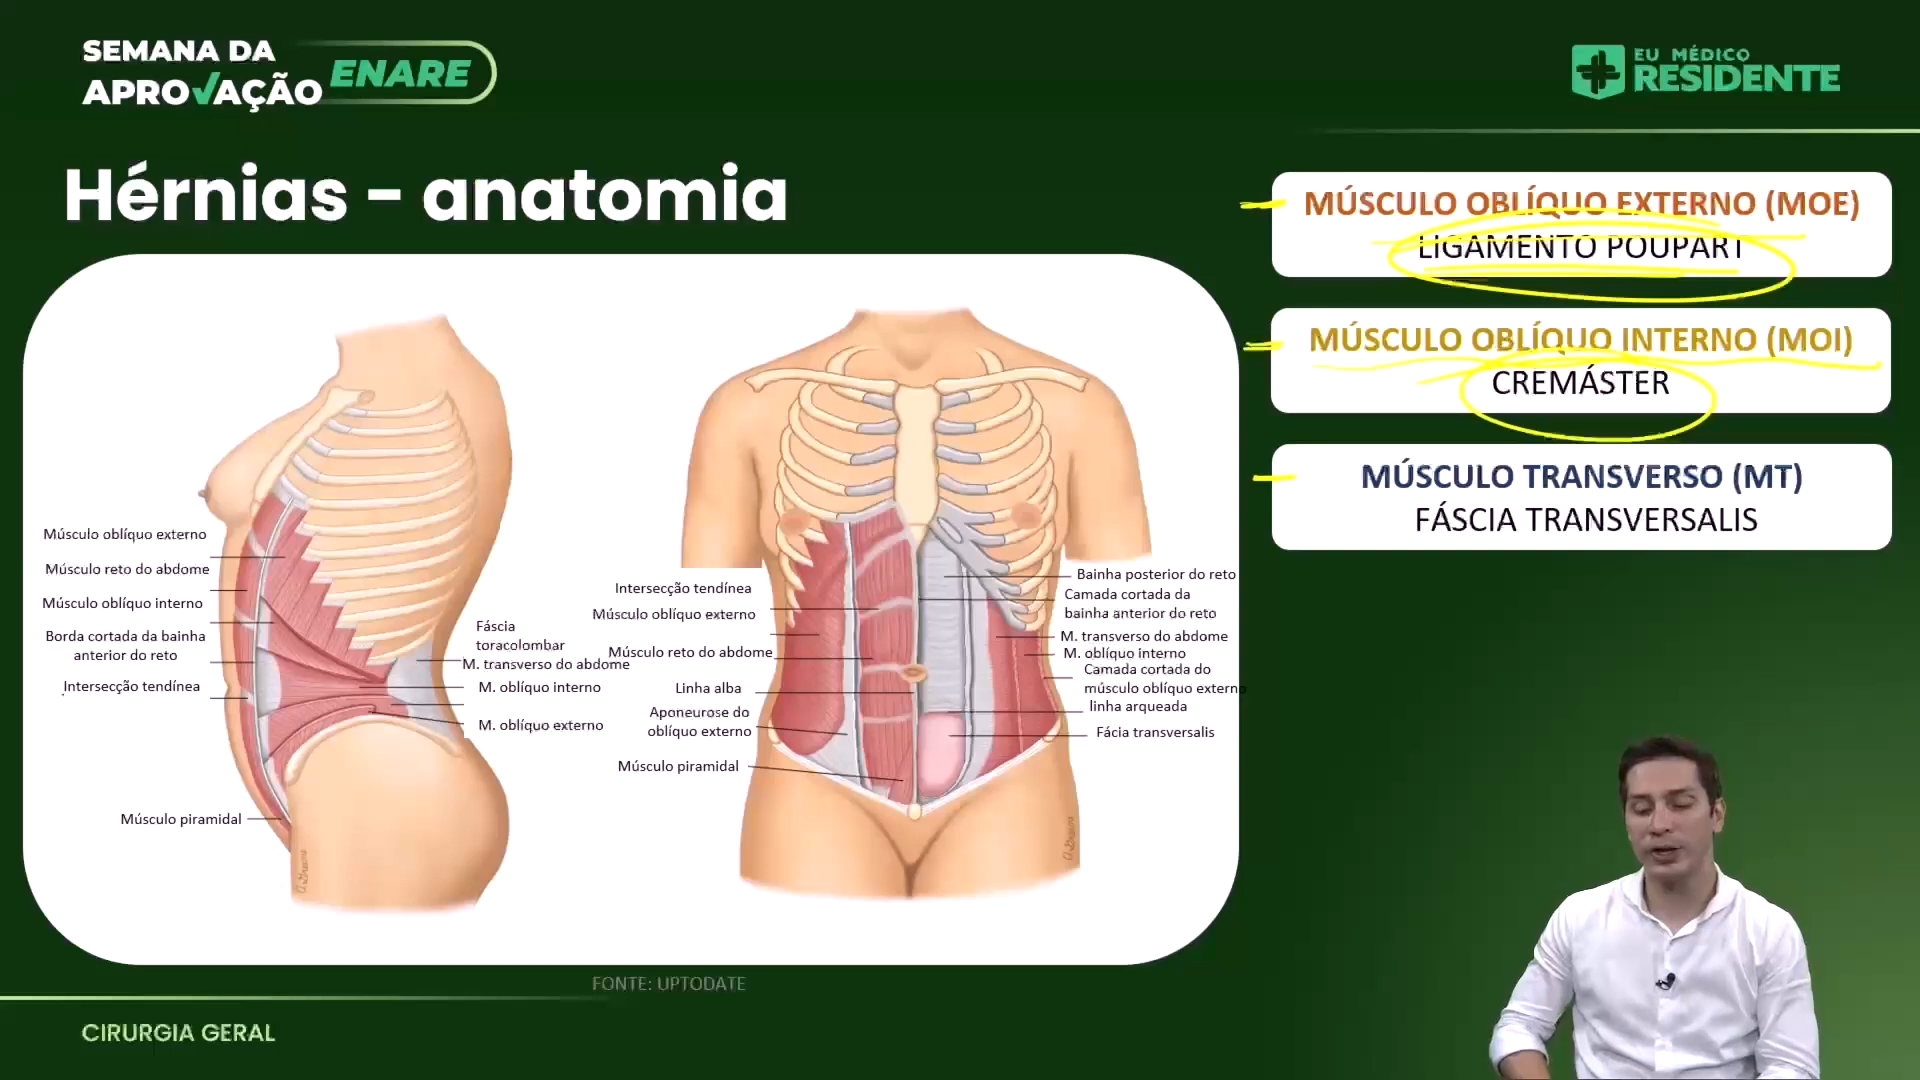 SEMANA DA
APROVAÇÃO ENARE
EU MÉDICO
RESIDENTE
Hérnias - anatomia
MÚSCULO OBLÍQUO EXTERNO (MOE)
LIGAMENTO POUPART
MÚSCULO OBLÍQUO INTERNO (MOI)
CREMÁSTER
MÚSCULO TRANSVERSO (MT)
FÁSCIA TRANSVERSALIS
Músculo oblíquo externo
Músculo reto do abdome
Músculo oblíquo interno
Borda cortada da bainha
anterior do reto
Intersecção tendínea
Músculo piramidal
Fáscia
toracolombar
M. transverso do abdome
M. oblíquo interno
M. oblíquo externo
Intersecção tendínea
Músculo oblíquo externo
Músculo reto do abdome
Linha alba
Aponeurose do
oblíquo externo
Músculo piramidal
Bainha posterior do reto
Camada cortada da
bainha anterior do reto
M. transverso do abdome
M. oblíquo interno
Camada cortada do
músculo oblíquo externo
linha arqueada
Fácia transversalis
FONTE: UPTODATE
CIRURGIA GERAL